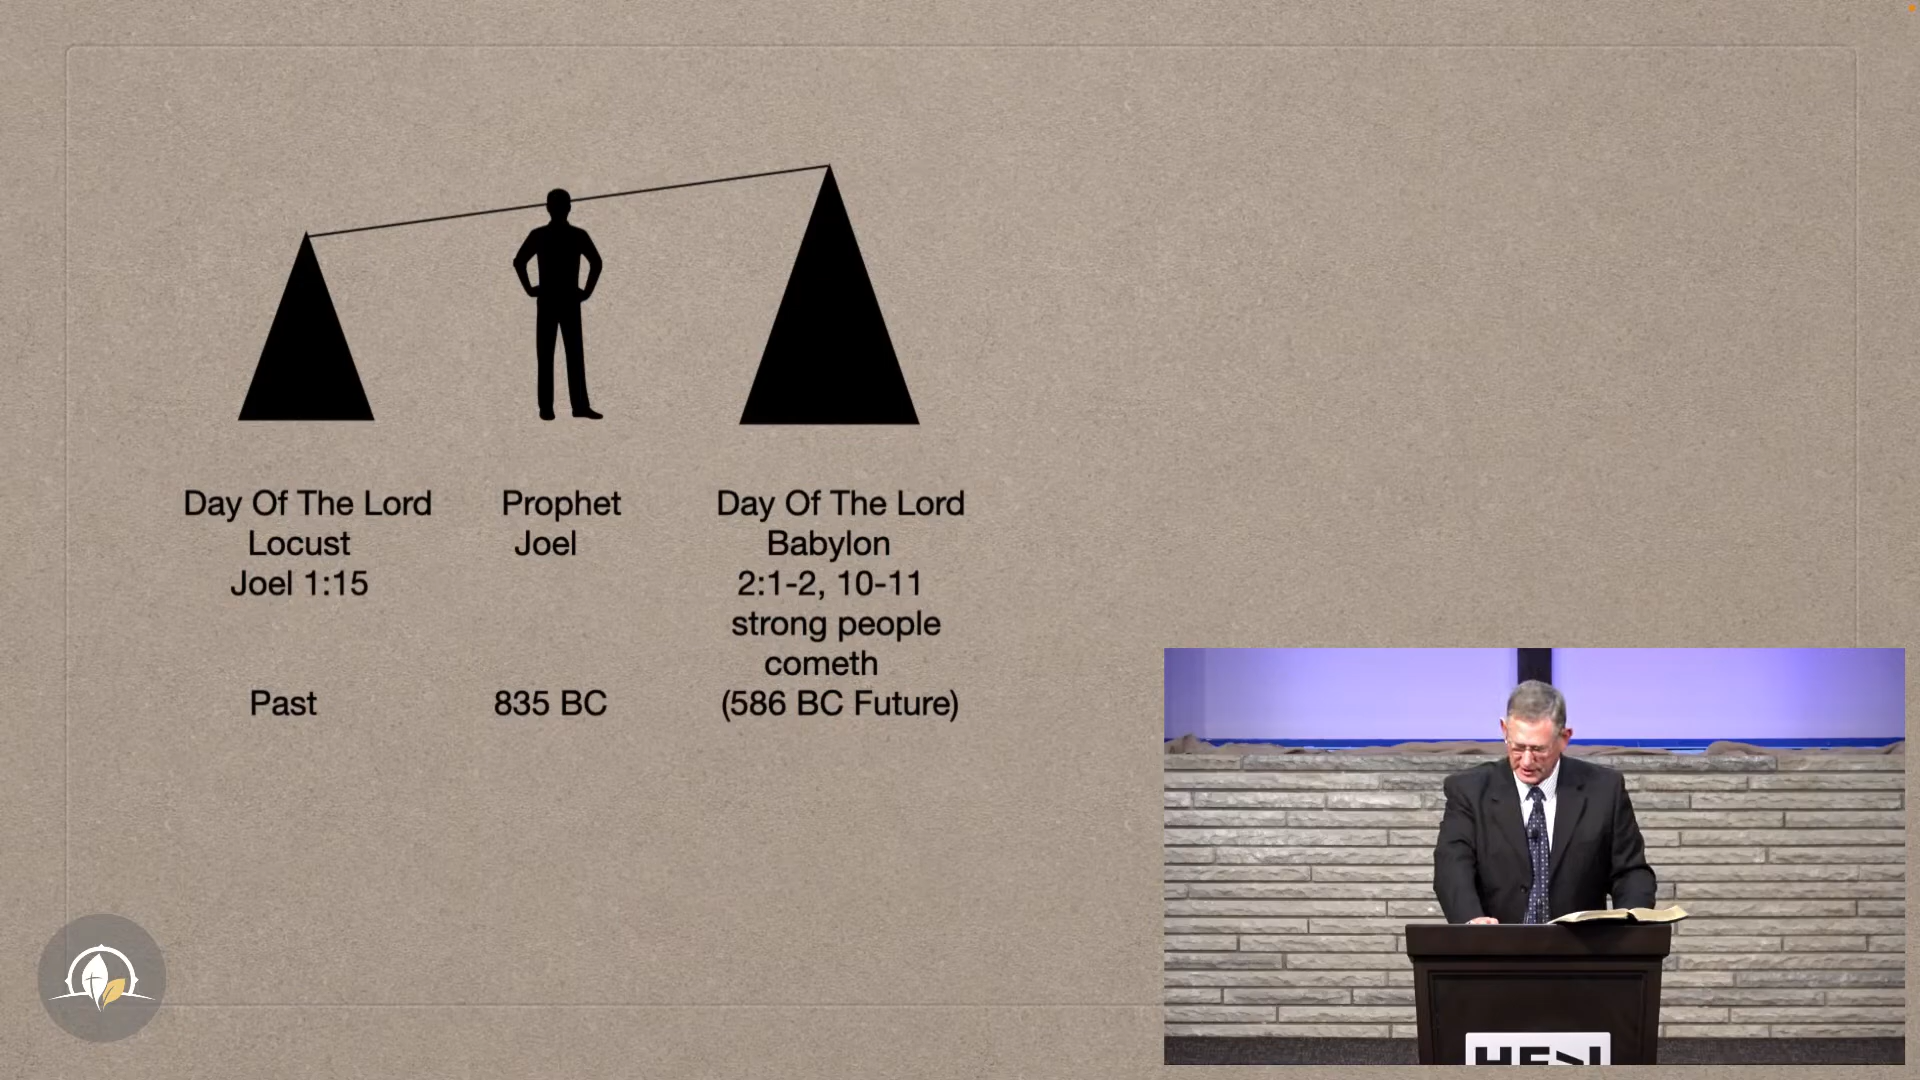 Day Of The Lord
Locust
Joel 1:15
Past
Prophet
Joel
835 BC
Day Of The Lord
Babylon
2:1-2, 10-11
strong people
cometh
(586 BC Future)